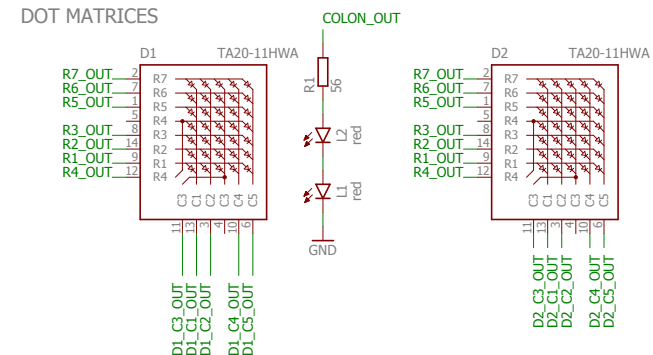 DOT MATRICES
COLON_OUT
D1 TA20-11HWA
R7_OUT 2 R7
R6_OUT 7 R6
R5_OUT 1 R5
5 R4
R3_OUT 8 R3
R2_OUT 14 R2
R1_OUT 9 R1
R4_OUT 12 R4
C3 C1 C2 C3 C4 C5
11 13 3 4 10 6
D1_C3_OUT
D1_C1_OUT
D1_C2_OUT
D1_C4_OUT
D1_C5_OUT
R1
56
L2
red
L1
red
GND
D2 TA20-11HWA
R7_OUT 2 R7
R6_OUT 7 R6
R5_OUT 1 R5
5 R4
R3_OUT 8 R3
R2_OUT 14 R2
R1_OUT 9 R1
R4_OUT 12 R4
C3 C1 C2 C3 C4 C5
11 13 3 4 10 6
D2_C3_OUT
D2_C1_OUT
D2_C2_OUT
D2_C4_OUT
D2_C5_OUT